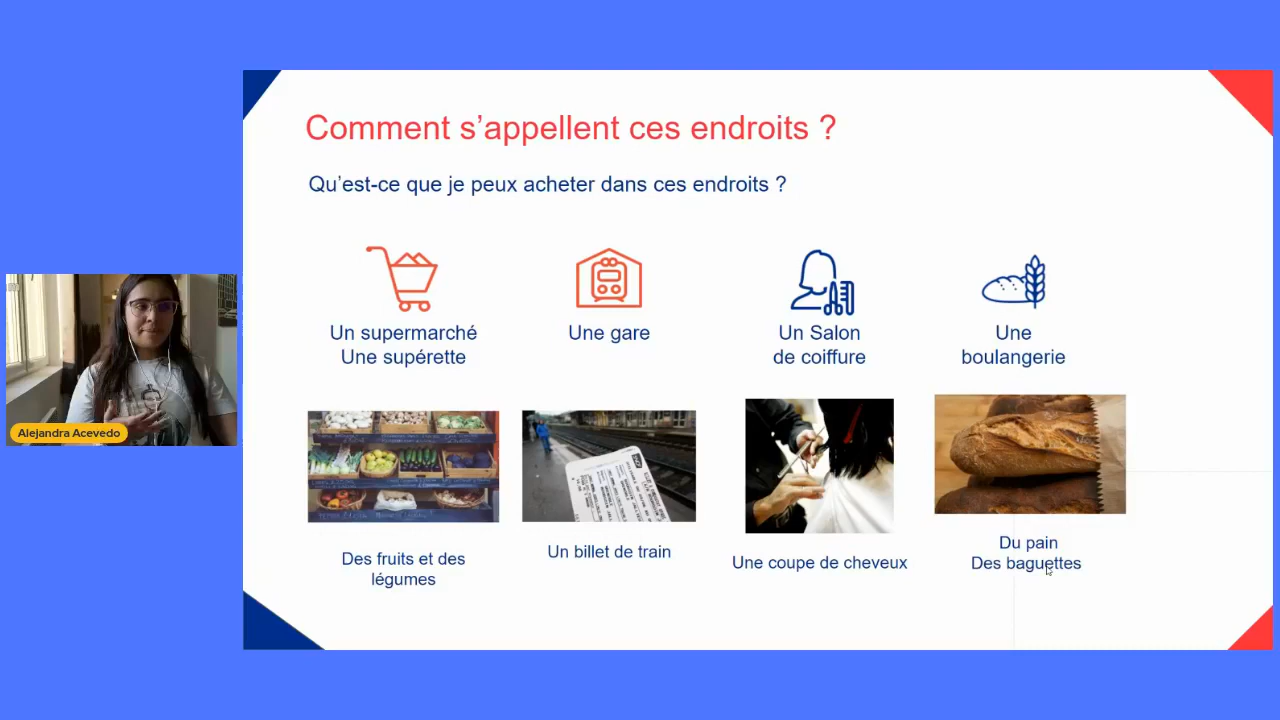 Comment s’appellent ces endroits ?
Qu’est-ce que je peux acheter dans ces endroits ?
Un supermarché
Une supérette
Une gare
Un Salon
de coiffure
Une
boulangerie
Des fruits et des
légumes
Un billet de train
Une coupe de cheveux
Du pain
Des baguettes
Alejandra Acevedo